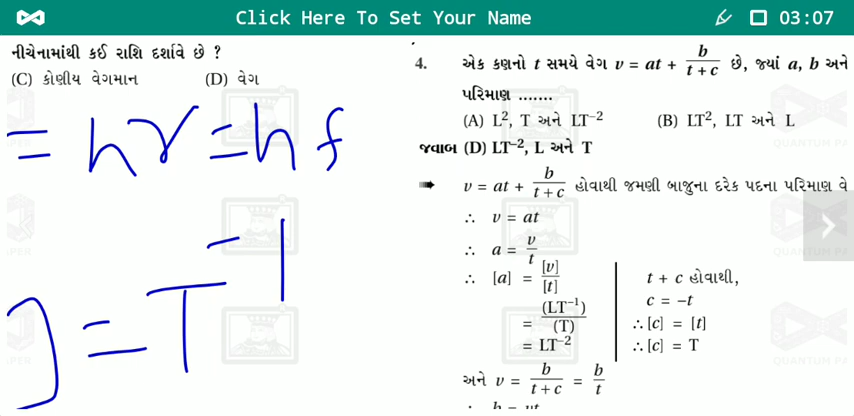 Click Here To Set Your Name
03:07
નીચેનામાંથી કઈ રાશિ દર્શાવે છે ?
(C) કોણીય વેગમાન (D) વેગ
= hν = hf
= T⁻¹
4. એક કણનો t સમયે વેગ v = at + b/(t + c) છે, જ્યાં a, b અને
પરિમાણ .......
(A) L², T અને LT⁻² (B) LT², LT અને L
જવાબ (D) LT⁻², L અને T
➠ v = at + b/(t + c) હોવાથી જમણી બાજુના દરેક પદના પરિમાણ વે
∴ v = at
∴ a = v/t
∴ [a] = [v]/[t]
= (LT⁻¹)/(T)
= LT⁻²
t + c હોવાથી,
c = –t
∴ [c] = [t]
∴ [c] = T
અને v = b/(t + c) = b/t
∴ b = vt